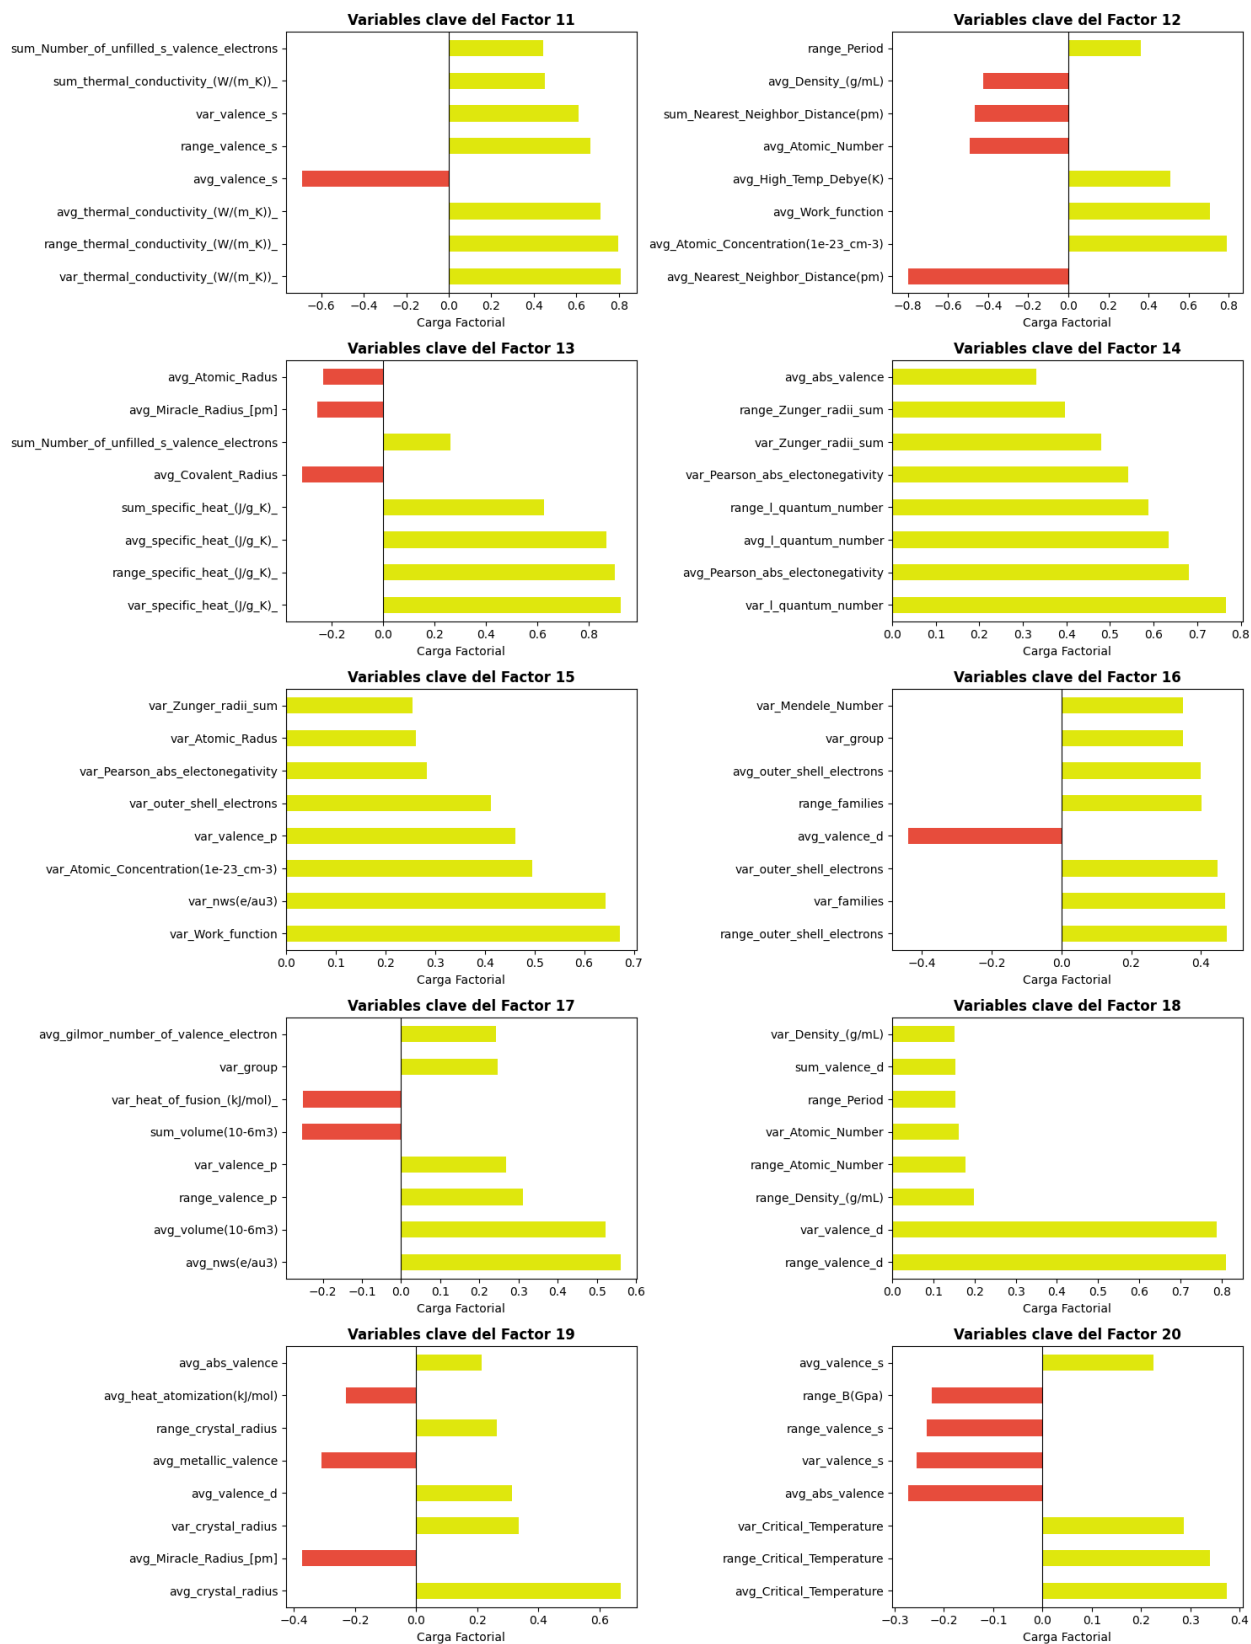 Variables clave del Factor 11
sum_Number_of_unfilled_s_valence_electrons
sum_thermal_conductivity_(W/(m_K))_
var_valence_s
range_valence_s
avg_valence_s
avg_thermal_conductivity_(W/(m_K))_
range_thermal_conductivity_(W/(m_K))_
var_thermal_conductivity_(W/(m_K))_
−0.6 −0.4 −0.2 0.0 0.2 0.4 0.6 0.8
Carga Factorial
Variables clave del Factor 12
range_Period
avg_Density_(g/mL)
sum_Nearest_Neighbor_Distance(pm)
avg_Atomic_Number
avg_High_Temp_Debye(K)
avg_Work_function
avg_Atomic_Concentration(1e-23_cm-3)
avg_Nearest_Neighbor_Distance(pm)
−0.8 −0.6 −0.4 −0.2 0.0 0.2 0.4 0.6 0.8
Carga Factorial
Variables clave del Factor 13
avg_Atomic_Radus
avg_Miracle_Radius_[pm]
sum_Number_of_unfilled_s_valence_electrons
avg_Covalent_Radius
sum_specific_heat_(J/g_K)_
avg_specific_heat_(J/g_K)_
range_specific_heat_(J/g_K)_
var_specific_heat_(J/g_K)_
−0.2 0.0 0.2 0.4 0.6 0.8
Carga Factorial
Variables clave del Factor 14
avg_abs_valence
range_Zunger_radii_sum
var_Zunger_radii_sum
var_Pearson_abs_electonegativity
range_l_quantum_number
avg_l_quantum_number
avg_Pearson_abs_electonegativity
var_l_quantum_number
0.0 0.1 0.2 0.3 0.4 0.5 0.6 0.7 0.8
Carga Factorial
Variables clave del Factor 15
var_Zunger_radii_sum
var_Atomic_Radus
var_Pearson_abs_electonegativity
var_outer_shell_electrons
var_valence_p
var_Atomic_Concentration(1e-23_cm-3)
var_nws(e/au3)
var_Work_function
0.0 0.1 0.2 0.3 0.4 0.5 0.6 0.7
Carga Factorial
Variables clave del Factor 16
var_Mendele_Number
var_group
avg_outer_shell_electrons
range_families
avg_valence_d
var_outer_shell_electrons
var_families
range_outer_shell_electrons
−0.4 −0.2 0.0 0.2 0.4
Carga Factorial
Variables clave del Factor 17
avg_gilmor_number_of_valence_electron
var_group
var_heat_of_fusion_(kJ/mol)_
sum_volume(10-6m3)
var_valence_p
range_valence_p
avg_volume(10-6m3)
avg_nws(e/au3)
−0.2 −0.1 0.0 0.1 0.2 0.3 0.4 0.5 0.6
Carga Factorial
Variables clave del Factor 18
var_Density_(g/mL)
sum_valence_d
range_Period
var_Atomic_Number
range_Atomic_Number
range_Density_(g/mL)
var_valence_d
range_valence_d
0.0 0.1 0.2 0.3 0.4 0.5 0.6 0.7 0.8
Carga Factorial
Variables clave del Factor 19
avg_abs_valence
avg_heat_atomization(kJ/mol)
range_crystal_radius
avg_metallic_valence
avg_valence_d
var_crystal_radius
avg_Miracle_Radius_[pm]
avg_crystal_radius
−0.4 −0.2 0.0 0.2 0.4 0.6
Carga Factorial
Variables clave del Factor 20
avg_valence_s
range_B(Gpa)
range_valence_s
var_valence_s
avg_abs_valence
var_Critical_Temperature
range_Critical_Temperature
avg_Critical_Temperature
−0.3 −0.2 −0.1 0.0 0.1 0.2 0.3 0.4
Carga Factorial